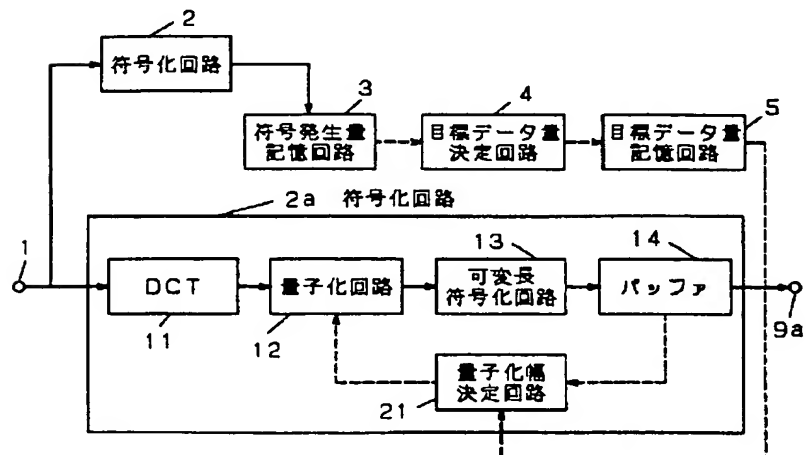 2
符号化回路
3
4
5
符号発生量
記憶回路
目標データ量
決定回路
目標データ量
記憶回路
2a 符号化回路
1
13
14
DCT
量子化回路
可変長
符号化回路
バッファ
11
12
9a
量子化幅
決定回路
21